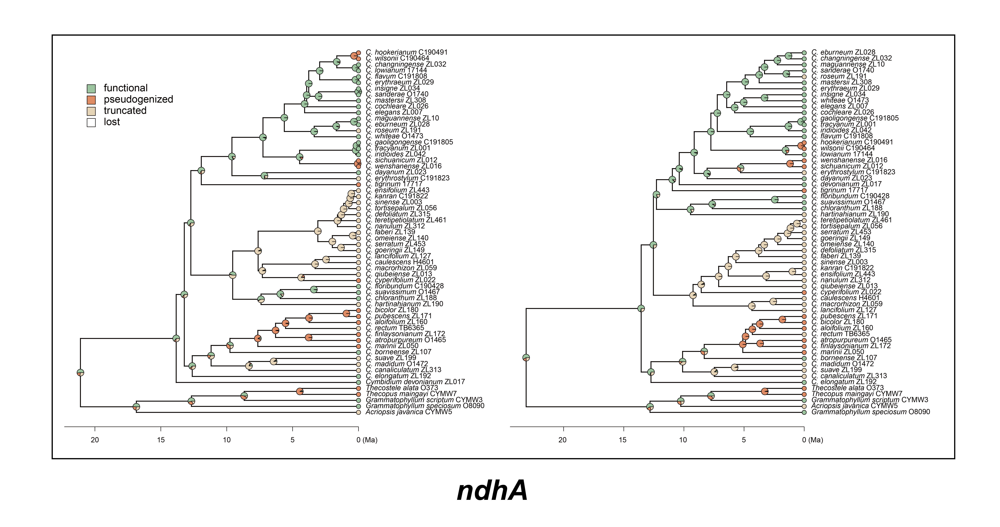 functional
pseudogenized
truncated
lost
C. hookerianum C190491
C. wilsonii C190464
C. changningense ZL032
C. lowianum 17144
C. flavum C191808
C. erythraeum ZL029
C. insigne ZL034
C. sanderae O1740
C. mastersii ZL308
C. cochleare ZL026
C. elegans ZL007
C. maguannense ZL10
C. eburneum ZL028
C. roseum ZL191
C. whiteae O1473
C. gaoligongense C191805
C. tracyanum ZL001
C. iridioides ZL042
C. sichuanicum ZL012
C. wenshanense ZL016
C. dayanum ZL023
C. erythrostylum C191823
C. tigrinum 17717
C. ensifolium ZL443
C. kanran C191822
C. sinense ZL003
C. tortisepalum ZL056
C. defoliatum ZL315
C. teretipetiolatum ZL461
C. nanulum ZL312
C. faberi ZL139
C. omeiense ZL140
C. serratum ZL453
C. goeringii ZL149
C. lancifolium ZL127
C. caulescens H4601
C. macrorhizon ZL059
C. qiubeiense ZL013
C. cyperifolium ZL022
C. floribundum C190428
C. suavissimum O1467
C. chloranthum ZL188
C. hartinahianum ZL190
C. bicolor ZL180
C. pubescens ZL171
C. aloifolium ZL160
C. rectum TB6365
C. finlaysonianum ZL172
C. atropurpureum O1465
C. mannii ZL050
C. borneense ZL107
C. suave ZL199
C. madidum O1472
C. canaliculatum ZL313
C. elongatum ZL192
Cymbidium devonianum ZL017
Thecostele alata O373
Thecopus maingayi CYMW7
Grammatophyllum scriptum CYMW3
Grammatophyllum speciosum O8090
Acriopsis javanica CYMW5
20 15 10 5 0 (Ma)
C. eburneum ZL028
C. changningense ZL032
C. maguannense ZL10
C. sanderae O1740
C. roseum ZL191
C. mastersii ZL308
C. erythraeum ZL029
C. insigne ZL034
C. whiteae O1473
C. elegans ZL007
C. cochleare ZL026
C. gaoligongense C191805
C. tracyanum ZL001
C. iridioides ZL042
C. flavum C191808
C. hookerianum C190491
C. wilsonii C190464
C. lowianum 17144
C. wenshanense ZL016
C. sichuanicum ZL012
C. erythrostylum C191823
C. dayanum ZL023
C. devonianum ZL017
C. tigrinum 17717
C. floribundum C190428
C. suavissimum O1467
C. chloranthum ZL188
C. hartinahianum ZL190
C. teretipetiolatum ZL461
C. tortisepalum ZL056
C. serratum ZL453
C. goeringii ZL149
C. omeiense ZL140
C. defoliatum ZL315
C. faberi ZL139
C. sinense ZL003
C. kanran C191822
C. ensifolium ZL443
C. nanulum ZL312
C. qiubeiense ZL013
C. cyperifolium ZL022
C. caulescens H4601
C. macrorhizon ZL059
C. lancifolium ZL127
C. pubescens ZL171
C. bicolor ZL180
C. aloifolium ZL160
C. rectum TB6365
C. atropurpureum O1465
C. finlaysonianum ZL172
C. mannii ZL050
C. borneense ZL107
C. madidum O1472
C. suave ZL199
C. canaliculatum ZL313
C. elongatum ZL192
Thecostele alata O373
Thecopus maingayi CYMW7
Grammatophyllum scriptum CYMW3
Acriopsis javanica CYMW5
Grammatophyllum speciosum O8090
20 15 10 5 0 (Ma)
ndhA